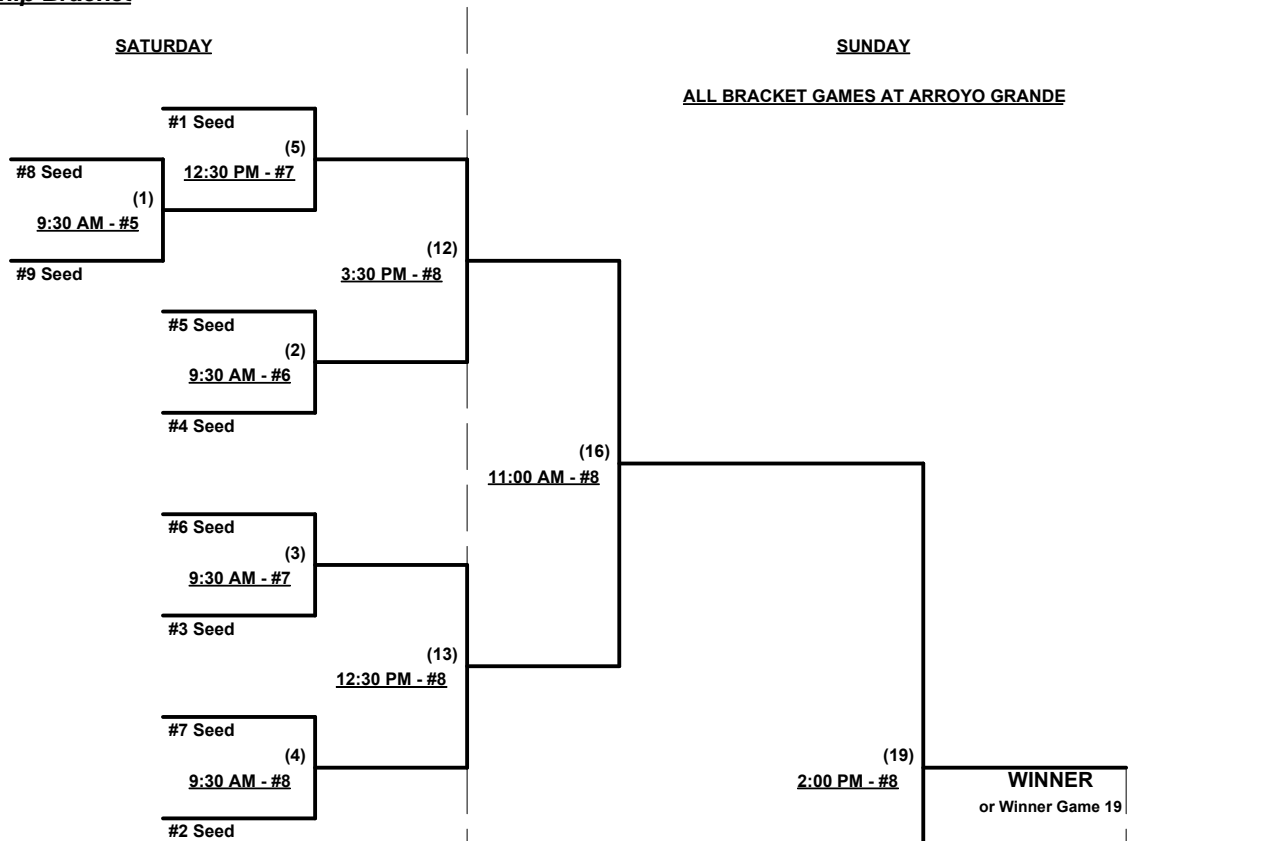 SATURDAY
SUNDAY
ALL BRACKET GAMES AT ARROYO GRANDE
#1 Seed
(5)
12:30 PM - #7
#8 Seed
(1)
9:30 AM - #5
#9 Seed
(12)
3:30 PM - #8
#5 Seed
(2)
9:30 AM - #6
#4 Seed
(16)
11:00 AM - #8
#6 Seed
(3)
9:30 AM - #7
#3 Seed
(13)
12:30 PM - #8
#7 Seed
(4)
9:30 AM - #8
#2 Seed
(19)
2:00 PM - #8
WINNER
or Winner Game 19